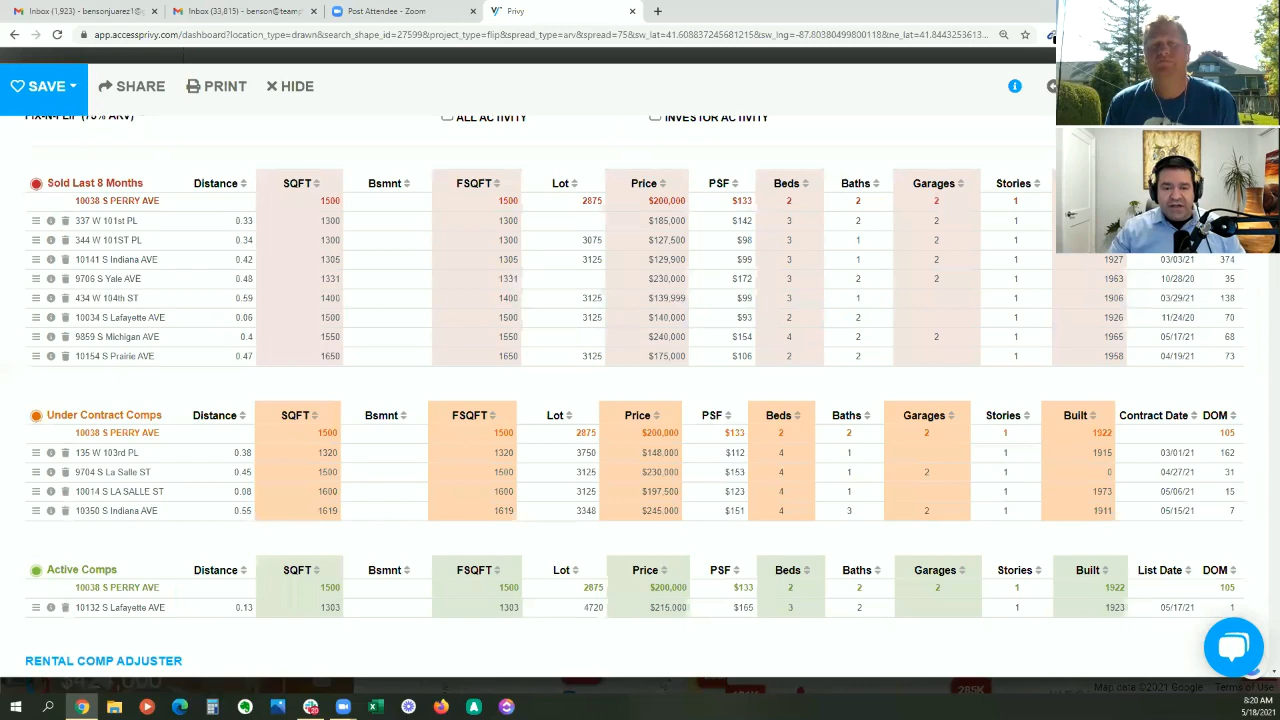 Inbox (1,923) - bensonjuarez1@g × Inbox (33,815) - benson@teamp × Post Attendee - Zoom × Privy × +
app.accessprivy.com/dashboard?location_type=drawn&search_shape_id=27595&project_type=flip&spread_type=arv&spread=75&sw_lat=41.608837245681215&sw_lng=-87.80380499800118&ne_lat=41.8443253613...
SAVE SHARE PRINT × HIDE
FIX-N-FLIP (75% ARV) ALL ACTIVITY INVESTOR ACTIVITY
Sold Last 8 Months Distance SQFT Bsmnt FSQFT Lot Price PSF Beds Baths Garages Stories
10038 S PERRY AVE 1500 1500 2875 $200,000 $133 2 2 2 1
337 W 101st PL 0.33 1300 1300 $185,000 $142 3 2 2 1
344 W 101ST PL 0.34 1300 1300 3075 $127,500 $98 3 1 2 1
10141 S Indiana AVE 0.42 1305 1305 3125 $129,900 $99 3 1 2 1 1927 03/03/21 374
9706 S Yale AVE 0.48 1331 1331 $230,000 $172 3 2 2 1 1963 10/28/20 35
434 W 104th ST 0.59 1400 1400 3125 $139,999 $99 3 1 1 1906 03/29/21 138
10034 S Lafayette AVE 0.06 1500 1500 3125 $140,000 $93 2 2 1 1926 11/24/20 70
9859 S Michigan AVE 0.4 1550 1550 $240,000 $154 4 2 2 1 1965 05/17/21 68
10154 S Prairie AVE 0.47 1650 1650 3125 $175,000 $106 2 2 1 1958 04/19/21 73
Under Contract Comps Distance SQFT Bsmnt FSQFT Lot Price PSF Beds Baths Garages Stories Built Contract Date DOM
10038 S PERRY AVE 1500 1500 2875 $200,000 $133 2 2 2 1 1922 105
135 W 103rd PL 0.38 1320 1320 3750 $148,000 $112 4 1 1 1915 03/01/21 162
9704 S La Salle ST 0.45 1500 1500 3125 $230,000 $153 4 1 2 1 0 04/27/21 31
10014 S LA SALLE ST 0.08 1600 1600 3125 $197,500 $123 4 1 1 1973 05/06/21 15
10350 S Indiana AVE 0.55 1619 1619 3348 $245,000 $151 4 3 2 1 1911 05/15/21 7
Active Comps Distance SQFT Bsmnt FSQFT Lot Price PSF Beds Baths Garages Stories Built List Date DOM
10038 S PERRY AVE 1500 1500 2875 $200,000 $133 2 2 2 1 1922 105
10132 S Lafayette AVE 0.13 1303 1303 4720 $215,000 $165 3 2 1 1923 05/17/21 1
RENTAL COMP ADJUSTER
Map data ©2021 Google Terms of Use
8:20 AM
5/18/2021